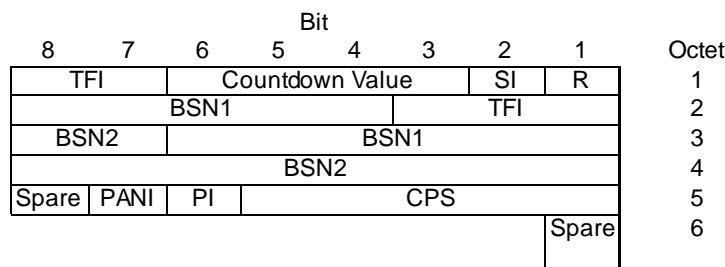 Bit
8 7 6 5 4 3 2 1 Octet
TFI Countdown Value SI R 1
BSN1 TFI 2
BSN2 BSN1 3
BSN2 4
Spare PANI PI CPS 5
Spare 6